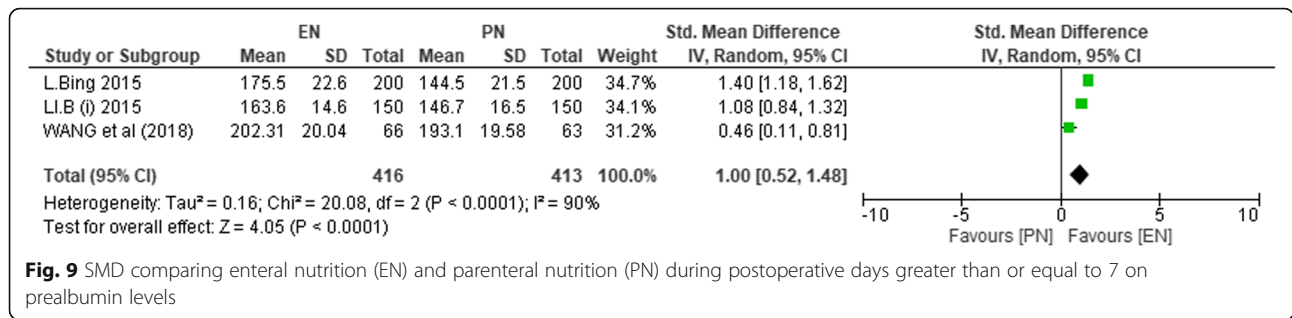 EN PN Std. Mean Difference Std. Mean Difference
Study or Subgroup Mean SD Total Mean SD Total Weight IV, Random, 95% CI IV, Random, 95% CI
L.Bing 2015 175.5 22.6 200 144.5 21.5 200 34.7% 1.40 [1.18, 1.62]
LI.B (i) 2015 163.6 14.6 150 146.7 16.5 150 34.1% 1.08 [0.84, 1.32]
WANG et al (2018) 202.31 20.04 66 193.1 19.58 63 31.2% 0.46 [0.11, 0.81]
Total (95% CI) 416 413 100.0% 1.00 [0.52, 1.48]
Heterogeneity: Tau² = 0.16; Chi² = 20.08, df = 2 (P < 0.0001); I² = 90%
Test for overall effect: Z = 4.05 (P < 0.0001)
-10 -5 0 5 10
Favours [PN] Favours [EN]
Fig. 9 SMD comparing enteral nutrition (EN) and parenteral nutrition (PN) during postoperative days greater than or equal to 7 on
prealbumin levels